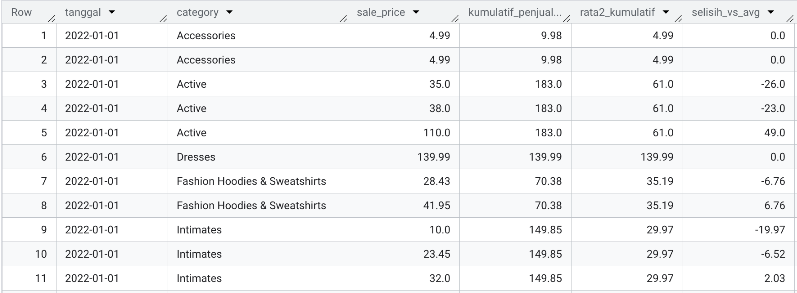 Row tanggal category sale_price kumulatif_penjual... rata2_kumulatif selisih_vs_avg
1 2022-01-01 Accessories 4.99 9.98 4.99 0.0
2 2022-01-01 Accessories 4.99 9.98 4.99 0.0
3 2022-01-01 Active 35.0 183.0 61.0 -26.0
4 2022-01-01 Active 38.0 183.0 61.0 -23.0
5 2022-01-01 Active 110.0 183.0 61.0 49.0
6 2022-01-01 Dresses 139.99 139.99 139.99 0.0
7 2022-01-01 Fashion Hoodies & Sweatshirts 28.43 70.38 35.19 -6.76
8 2022-01-01 Fashion Hoodies & Sweatshirts 41.95 70.38 35.19 6.76
9 2022-01-01 Intimates 10.0 149.85 29.97 -19.97
10 2022-01-01 Intimates 23.45 149.85 29.97 -6.52
11 2022-01-01 Intimates 32.0 149.85 29.97 2.03